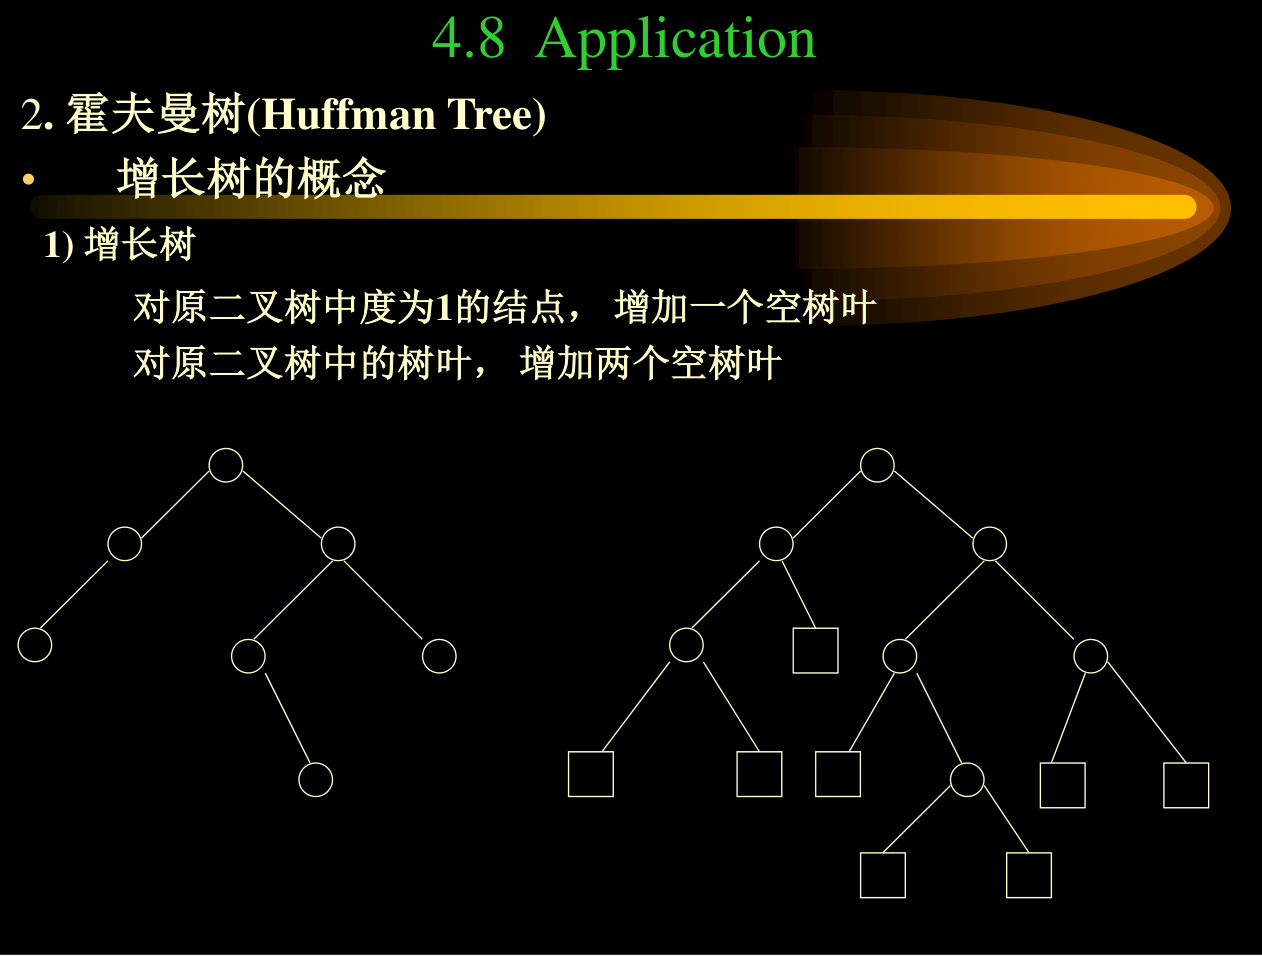 4.8 Application
2. 霍夫曼树(Huffman Tree)
• 增长树的概念
1) 增长树
对原二叉树中度为1的结点， 增加一个空树叶
对原二叉树中的树叶， 增加两个空树叶